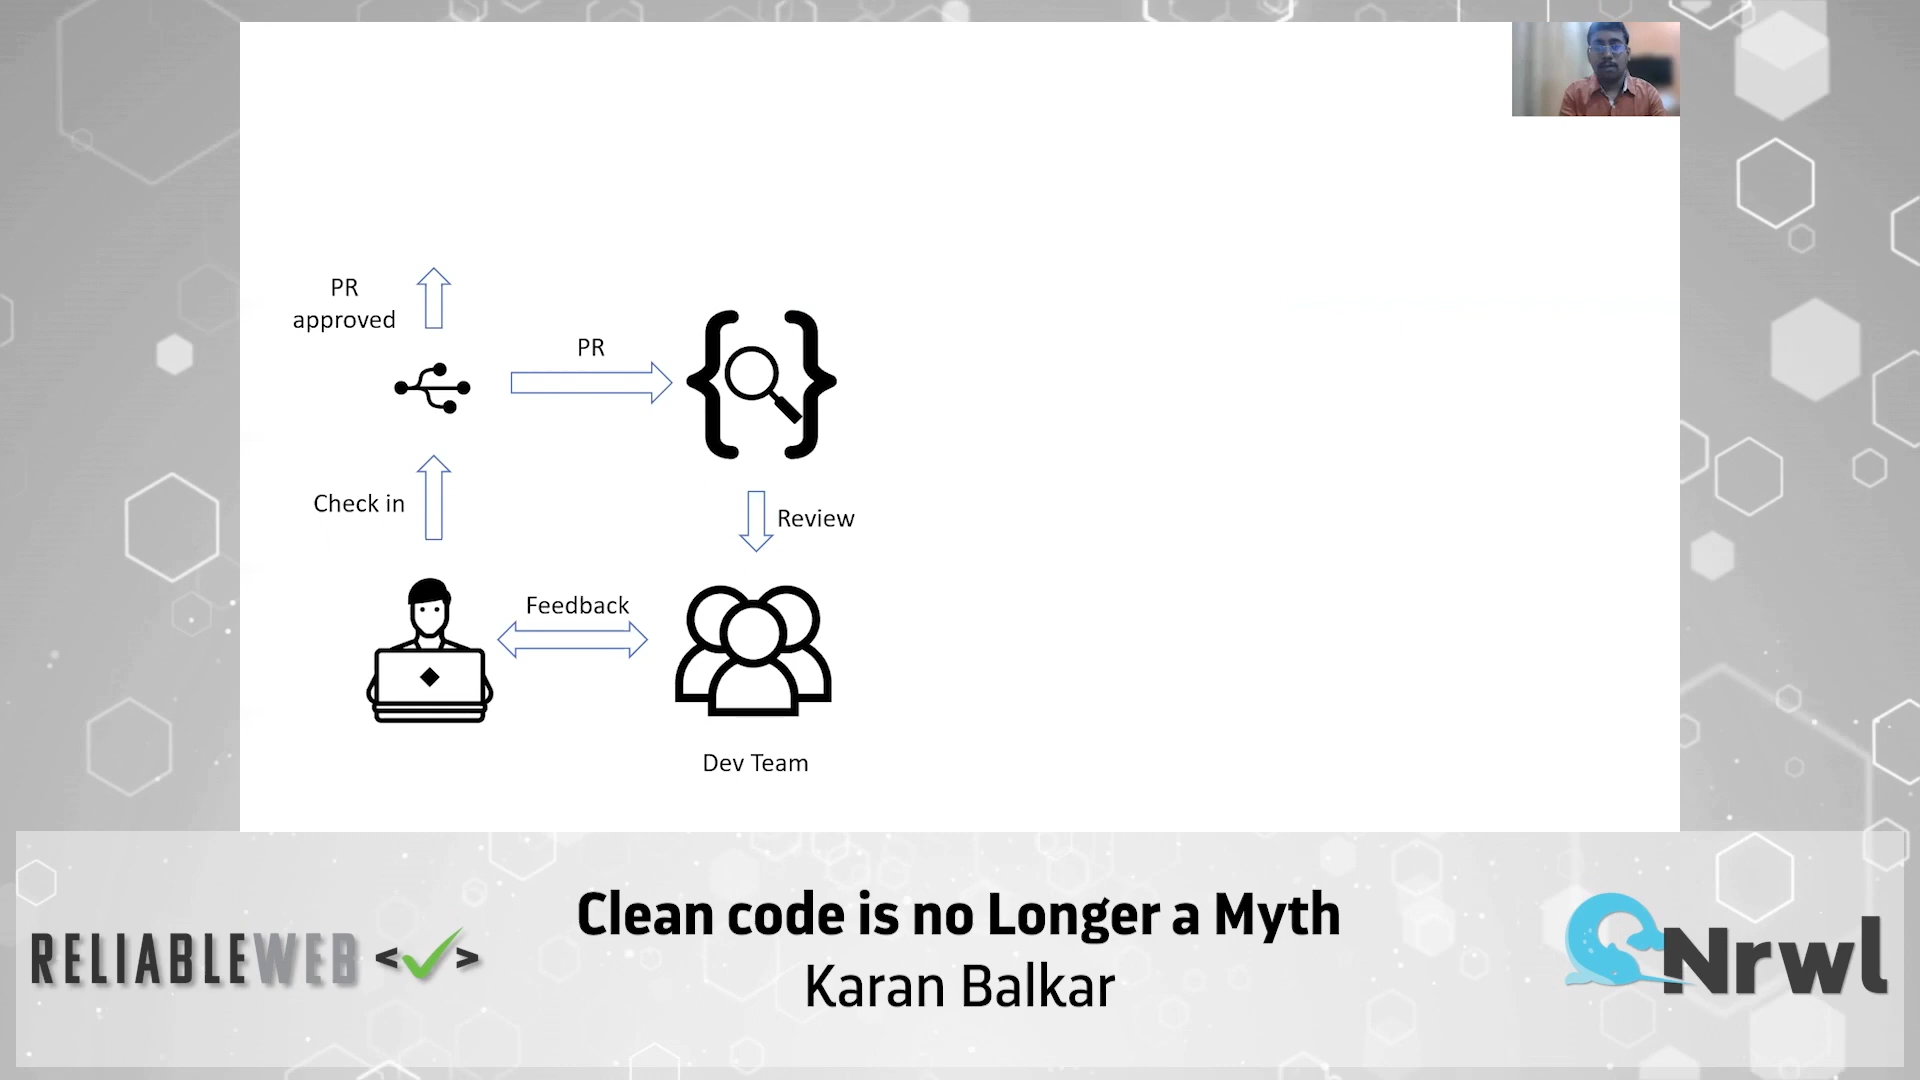 PR
approved
PR
Check in
Review
Feedback
Dev Team
RELIABLEWEB <✓>
Clean code is no Longer a Myth
Karan Balkar
Nrwl